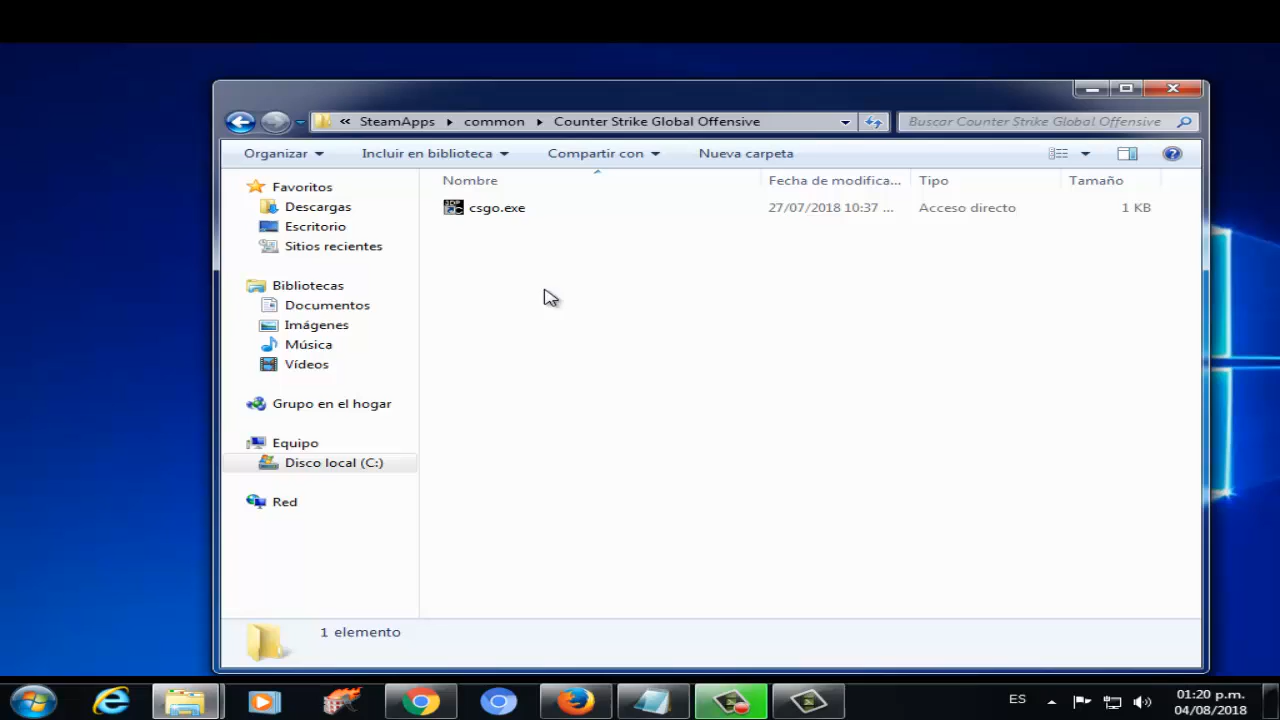 « SteamApps ▸ common ▸ Counter Strike Global Offensive
Buscar Counter Strike Global Offensive
Organizar Incluir en biblioteca Compartir con Nueva carpeta
Nombre Fecha de modifica... Tipo Tamaño
csgo.exe 27/07/2018 10:37 ... Acceso directo 1 KB
Favoritos
Descargas
Escritorio
Sitios recientes
Bibliotecas
Documentos
Imágenes
Música
Vídeos
Grupo en el hogar
Equipo
Disco local (C:)
Red
1 elemento
ES
01:20 p.m.
04/08/2018